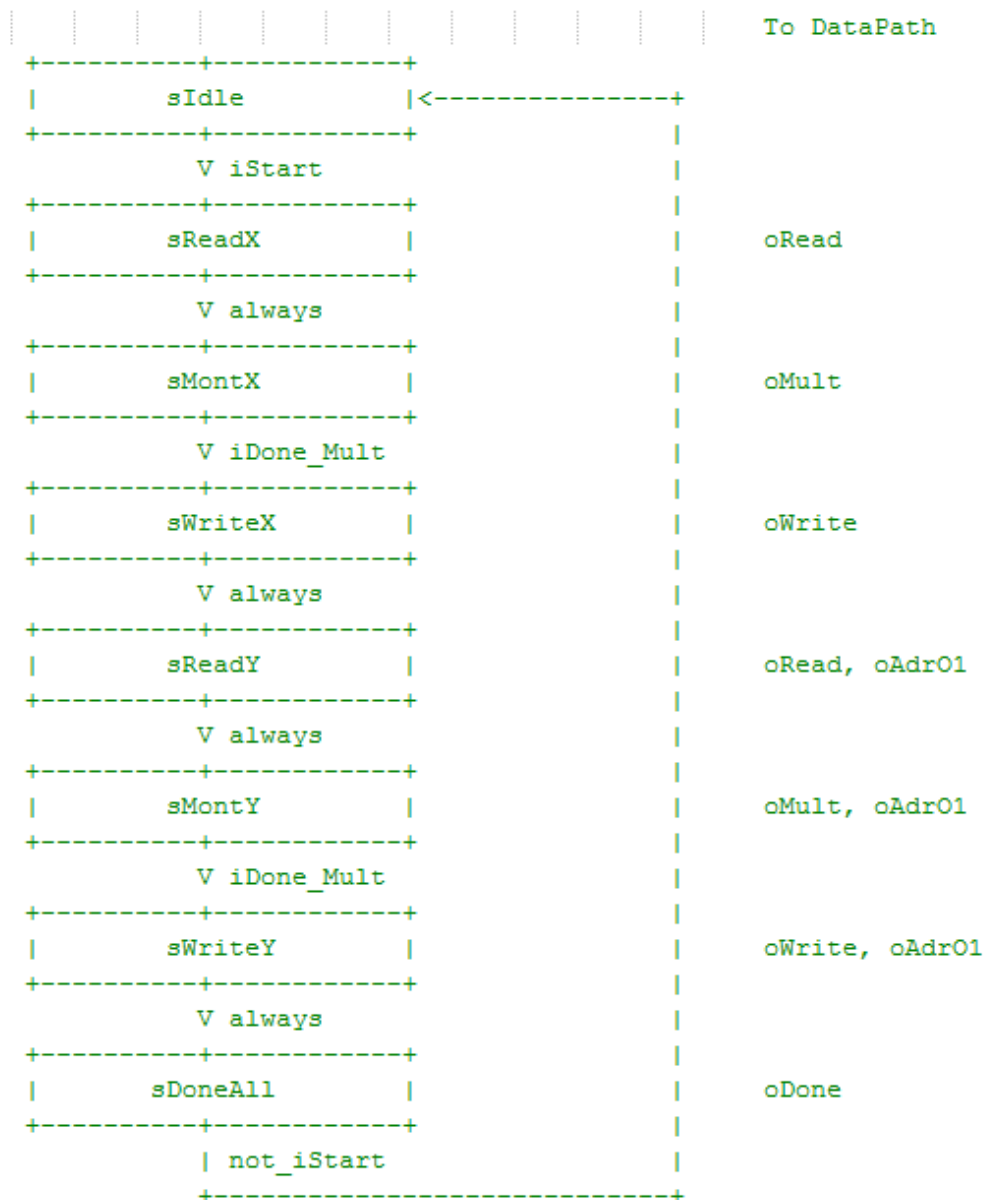 To DataPath
+----------+------------+
|        sIdle          |<---------------+
+----------+------------+                |
V iStart                      |
+----------+------------+                |
|        sReadX         |                |     oRead
+----------+------------+                |
V always                      |
+----------+------------+                |
|        sMontX         |                |     oMult
+----------+------------+                |
V iDone_Mult                  |
+----------+------------+                |
|        sWriteX        |                |     oWrite
+----------+------------+                |
V always                      |
+----------+------------+                |
|        sReadY         |                |     oRead, oAdrO1
+----------+------------+                |
V always                      |
+----------+------------+                |
|        sMontY         |                |     oMult, oAdrO1
+----------+------------+                |
V iDone_Mult                  |
+----------+------------+                |
|        sWriteY        |                |     oWrite, oAdrO1
+----------+------------+                |
V always                      |
+----------+------------+                |
|       sDoneAll        |                |     oDone
+----------+------------+                |
| not_iStart                  |
+-----------------------------+